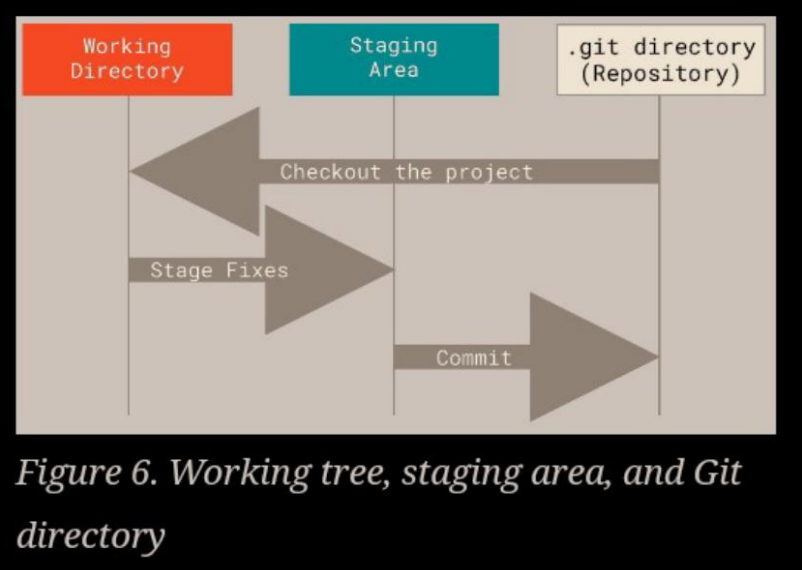 Working
Directory
Staging
Area
.git directory
(Repository)
Checkout the project
Stage Fixes
Commit
Figure 6. Working tree, staging area, and Git
directory